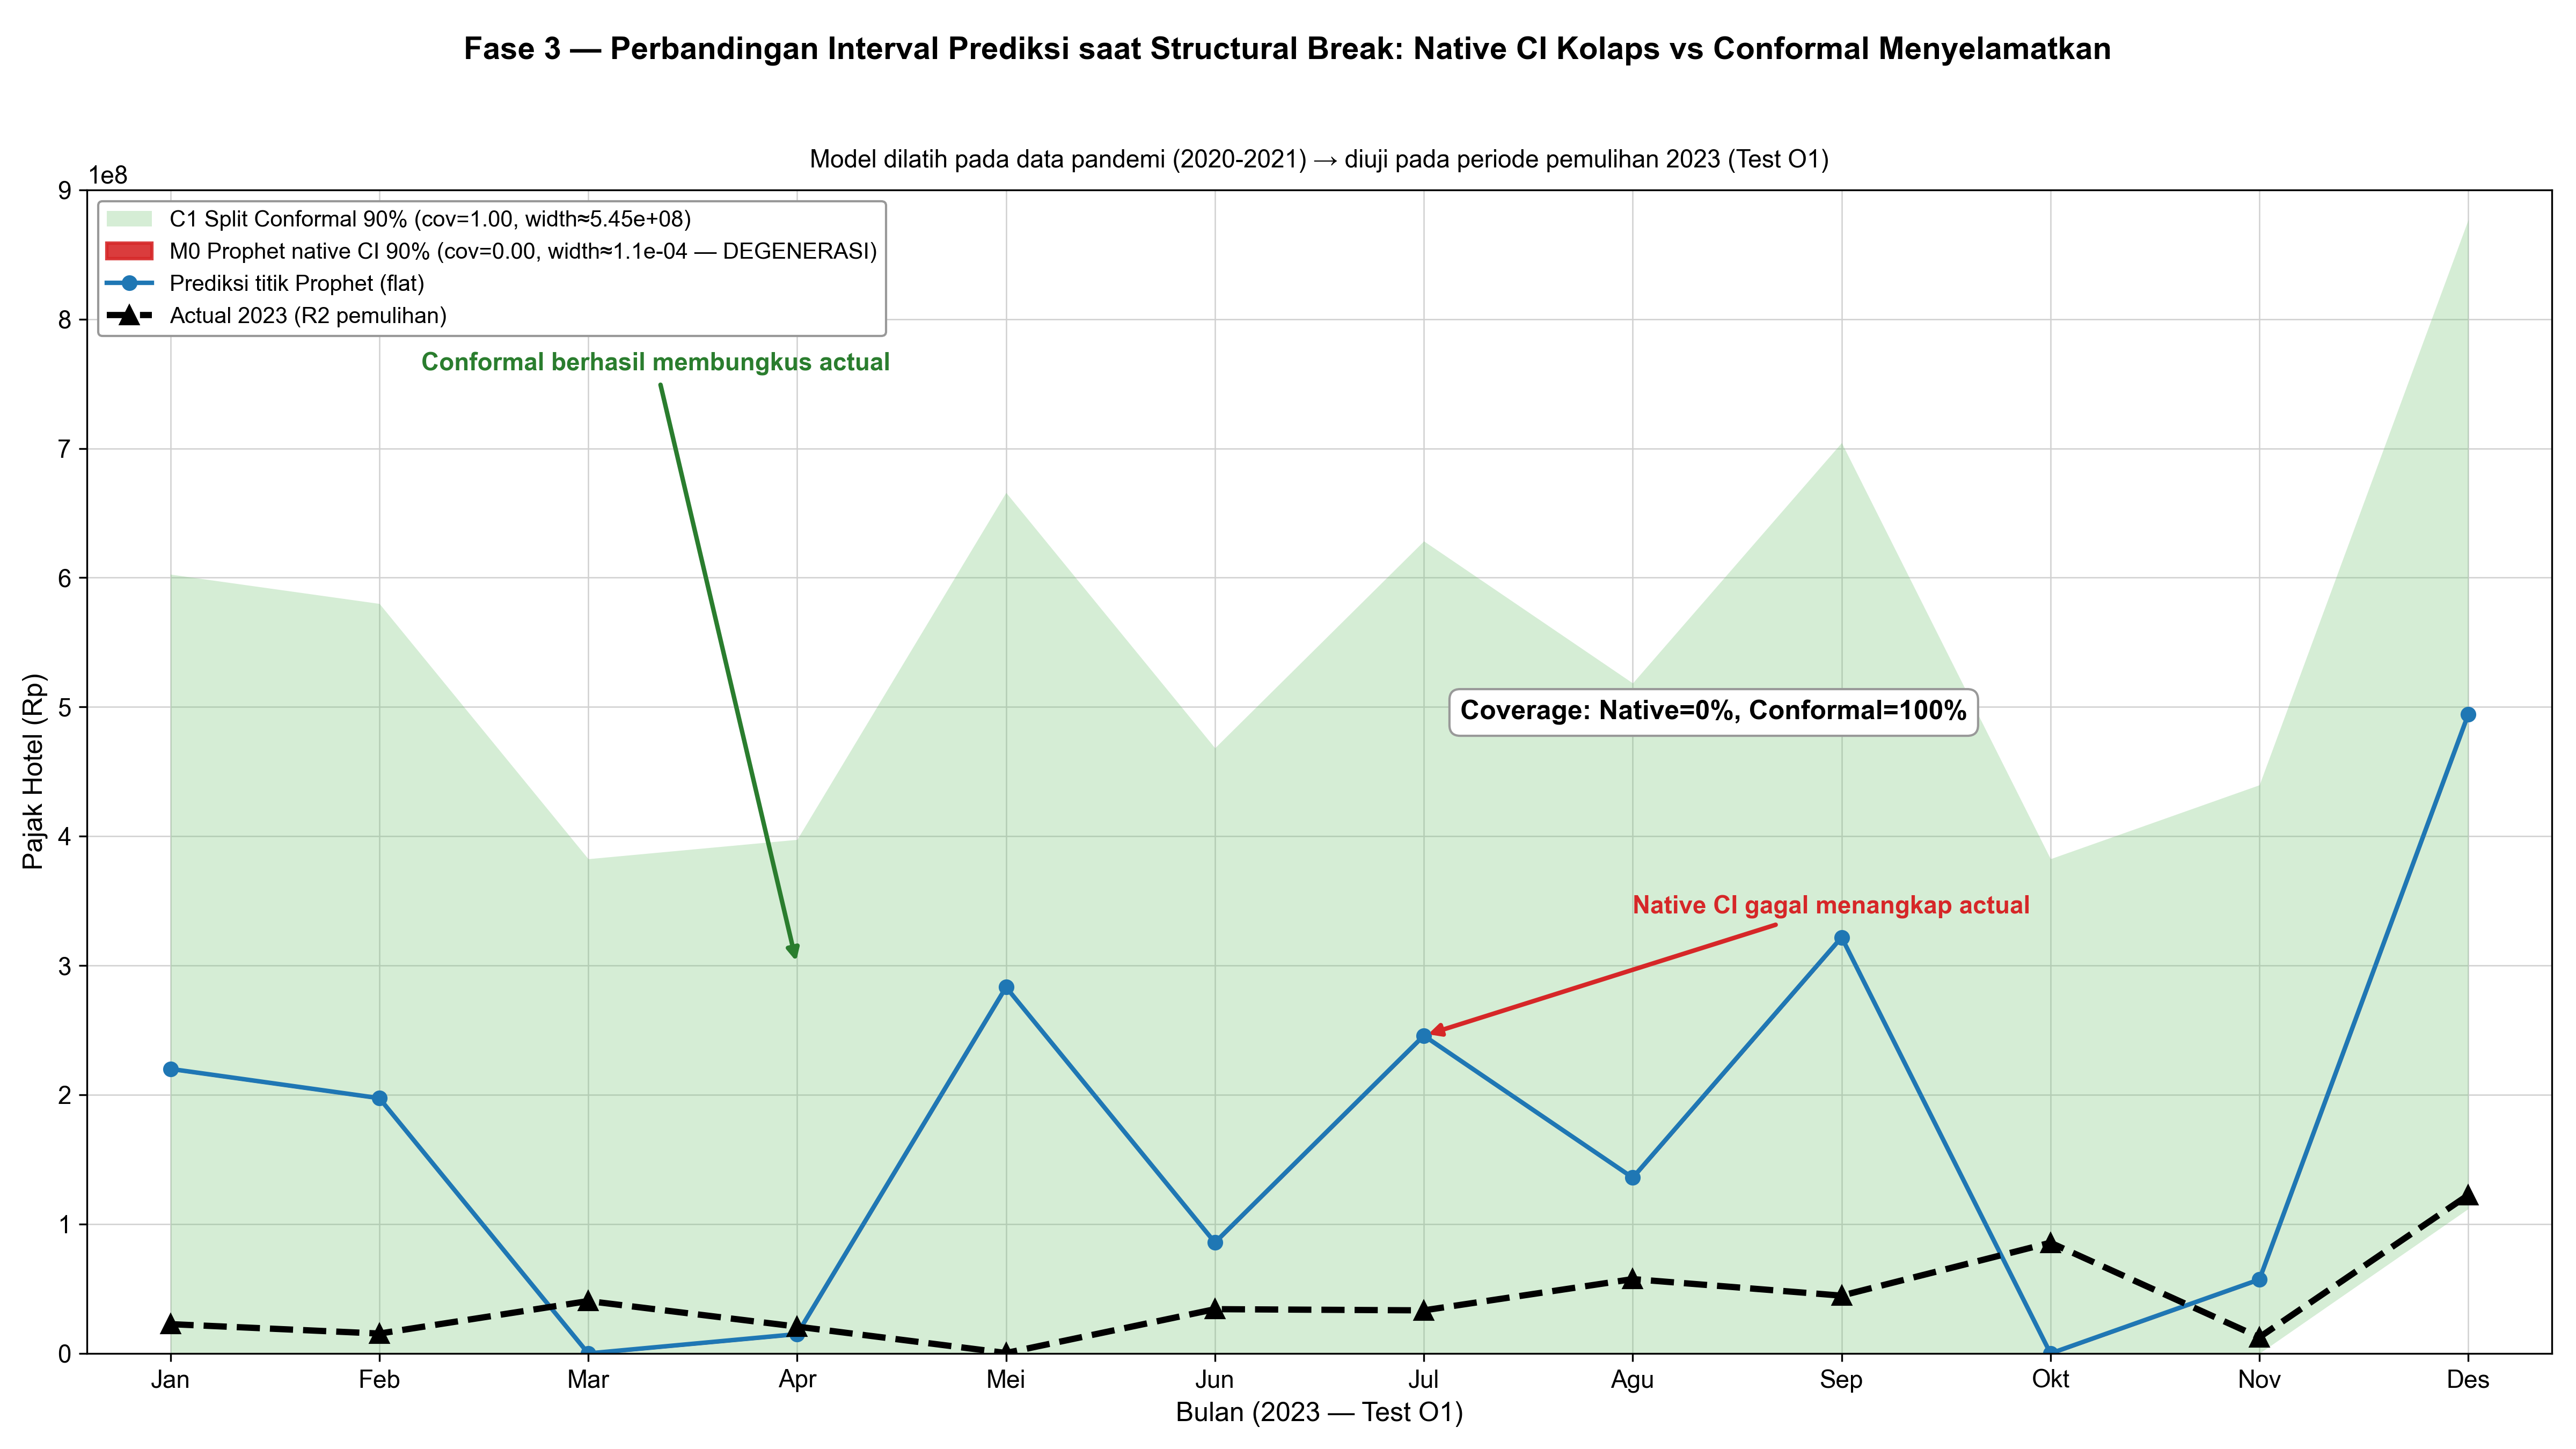 Fase 3 — Perbandingan Interval Prediksi saat Structural Break: Native CI Kolaps vs Conformal Menyelamatkan
Model dilatih pada data pandemi (2020-2021) → diuji pada periode pemulihan 2023 (Test O1)
1e8
C1 Split Conformal 90% (cov=1.00, width≈5.45e+08)
M0 Prophet native CI 90% (cov=0.00, width≈1.1e-04 — DEGENERASI)
Prediksi titik Prophet (flat)
Actual 2023 (R2 pemulihan)
Conformal berhasil membungkus actual
Coverage: Native=0%, Conformal=100%
Native CI gagal menangkap actual
Pajak Hotel (Rp)
9
8
7
6
5
4
3
2
1
0
Jan Feb Mar Apr Mei Jun Jul Agu Sep Okt Nov Des
Bulan (2023 — Test O1)